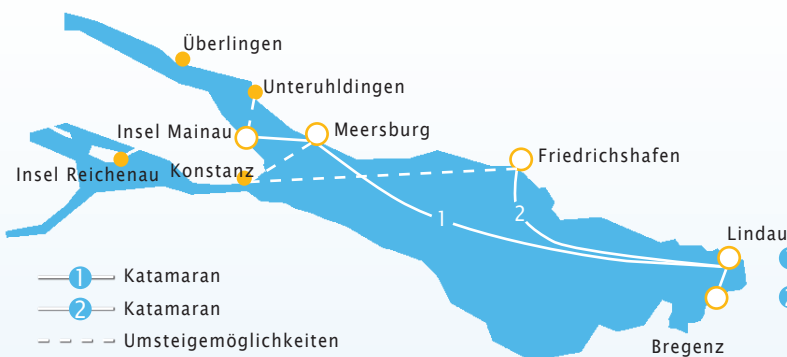 Überlingen
Unteruhldingen
Insel Mainau
Meersburg
Friedrichshafen
Insel Reichenau
Konstanz
1
2
Lindau
Bregenz
1 Katamaran
2 Katamaran
Umsteigemöglichkeiten